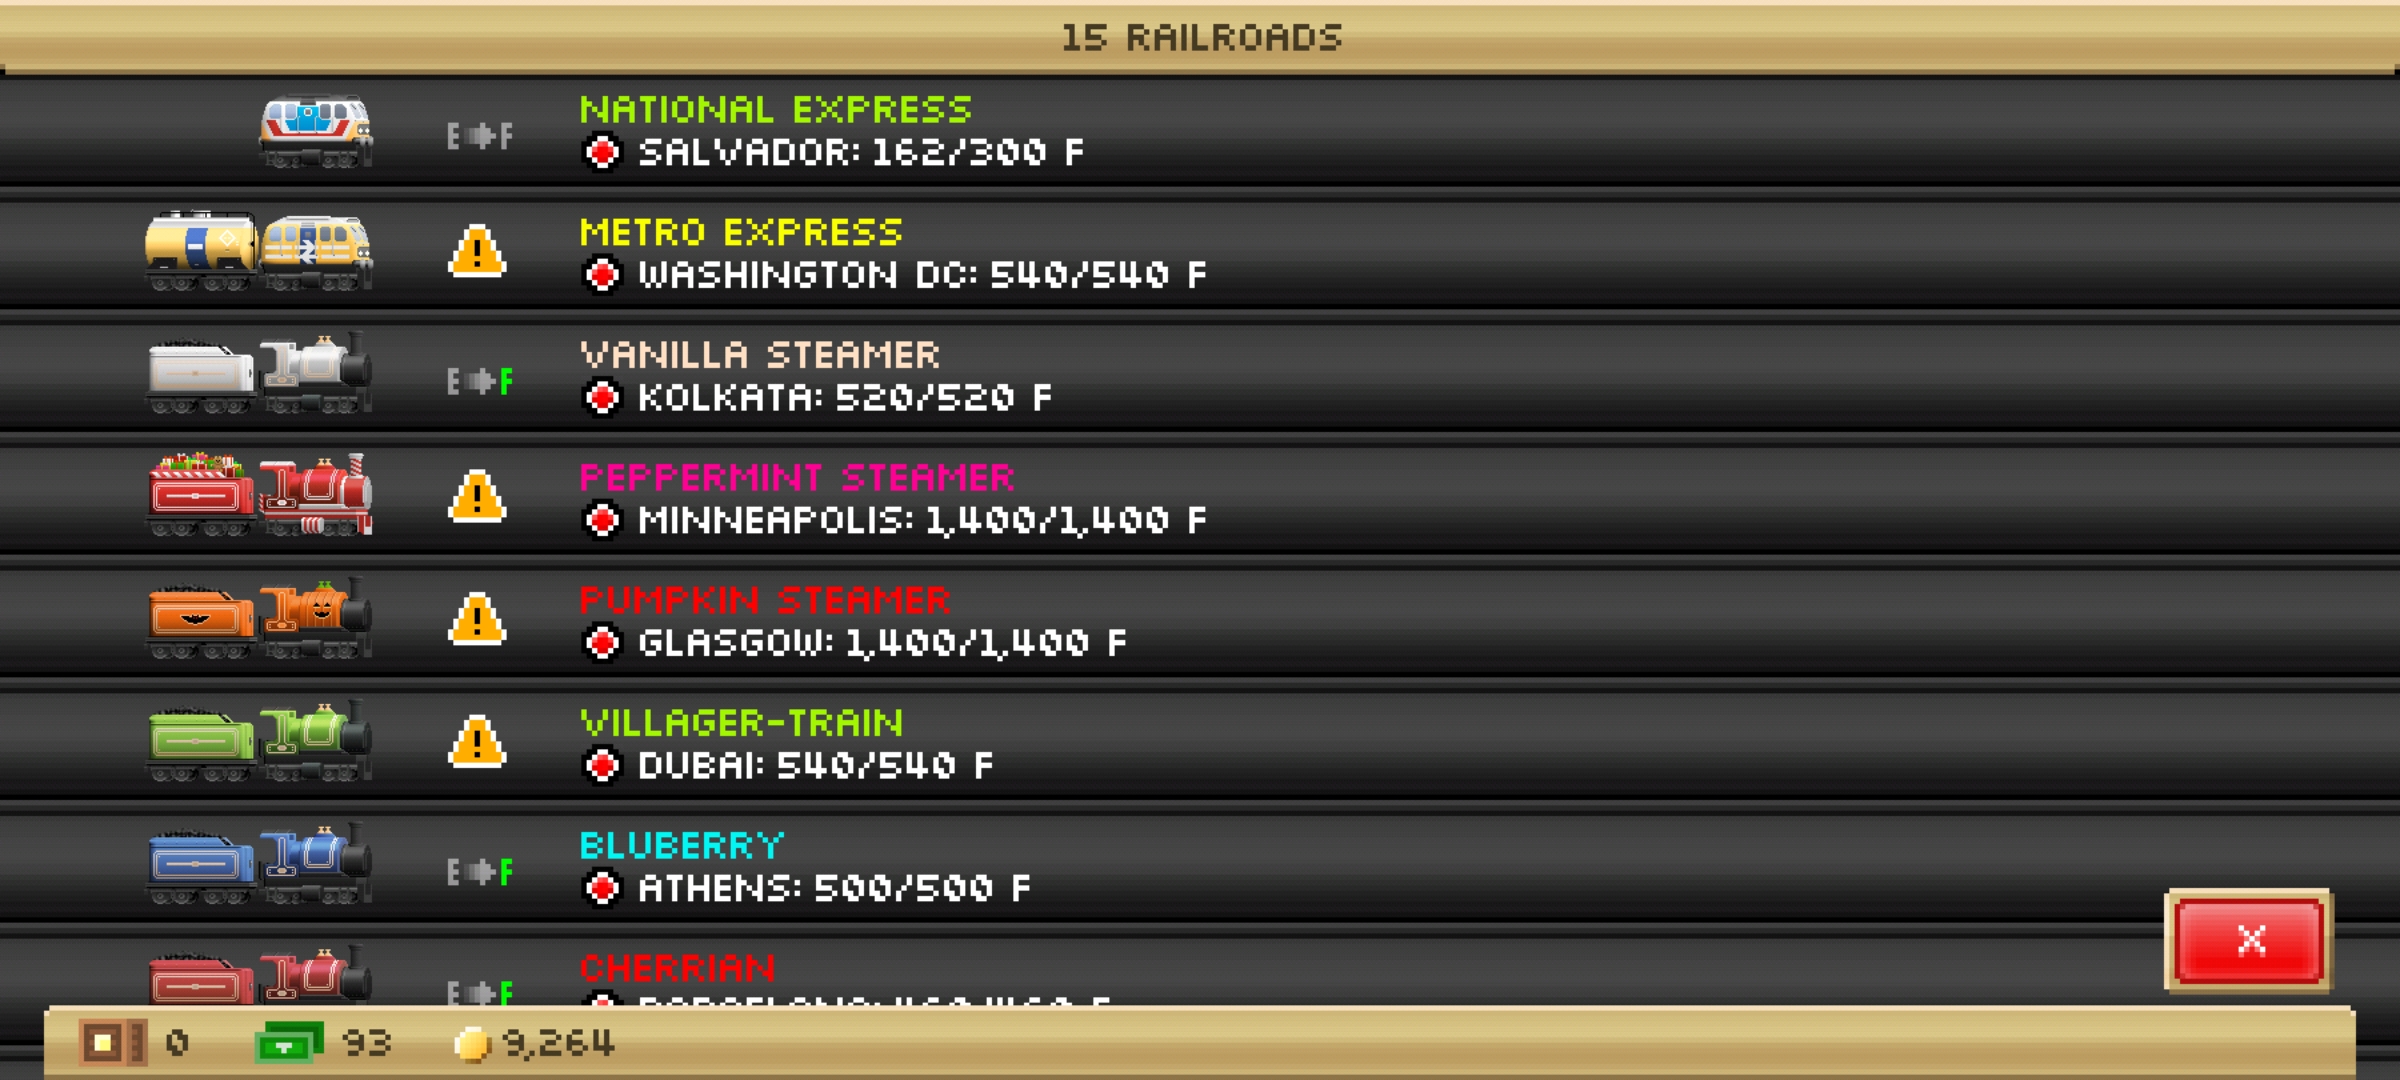 15 RAILROADS
NATIONAL EXPRESS
E F
SALVADOR: 162/300 F
METRO EXPRESS
WASHINGTON DC: 540/540 F
VANILLA STEAMER
E F
KOLKATA: 520/520 F
PEPPERMINT STEAMER
MINNEAPOLIS: 1,400/1,400 F
PUMPKIN STEAMER
GLASGOW: 1,400/1,400 F
VILLAGER-TRAIN
DUBAI: 540/540 F
BLUBERRY
E F
ATHENS: 500/500 F
CHERRIAN
E F
X
0 93 9,264